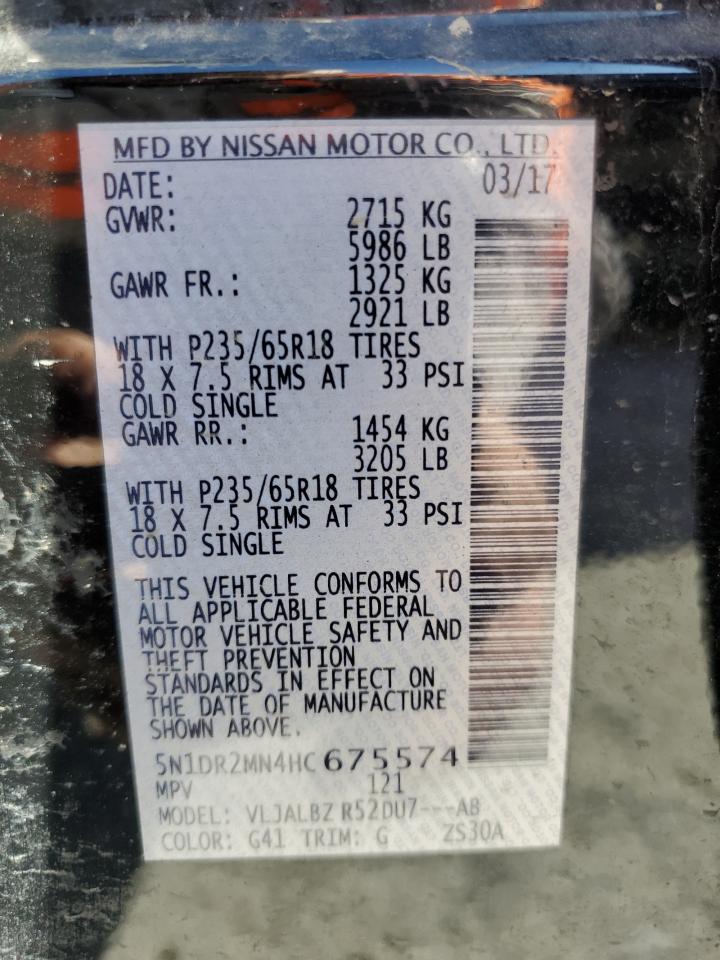 MFD BY NISSAN MOTOR CO., LTD.
DATE: 03/17
GVWR: 2715 KG
5986 LB
GAWR FR.: 1325 KG
2921 LB
WITH P235/65R18 TIRES
18 X 7.5 RIMS AT 33 PSI
COLD SINGLE
GAWR RR.: 1454 KG
3205 LB
WITH P235/65R18 TIRES
18 X 7.5 RIMS AT 33 PSI
COLD SINGLE
THIS VEHICLE CONFORMS TO
ALL APPLICABLE FEDERAL
MOTOR VEHICLE SAFETY AND
THEFT PREVENTION
STANDARDS IN EFFECT ON
THE DATE OF MANUFACTURE
SHOWN ABOVE.
5N1DR2MN4HC675574
MPV 121
MODEL: VLJALBZ R52DU7---AB
COLOR: G41 TRIM: G ZS30A